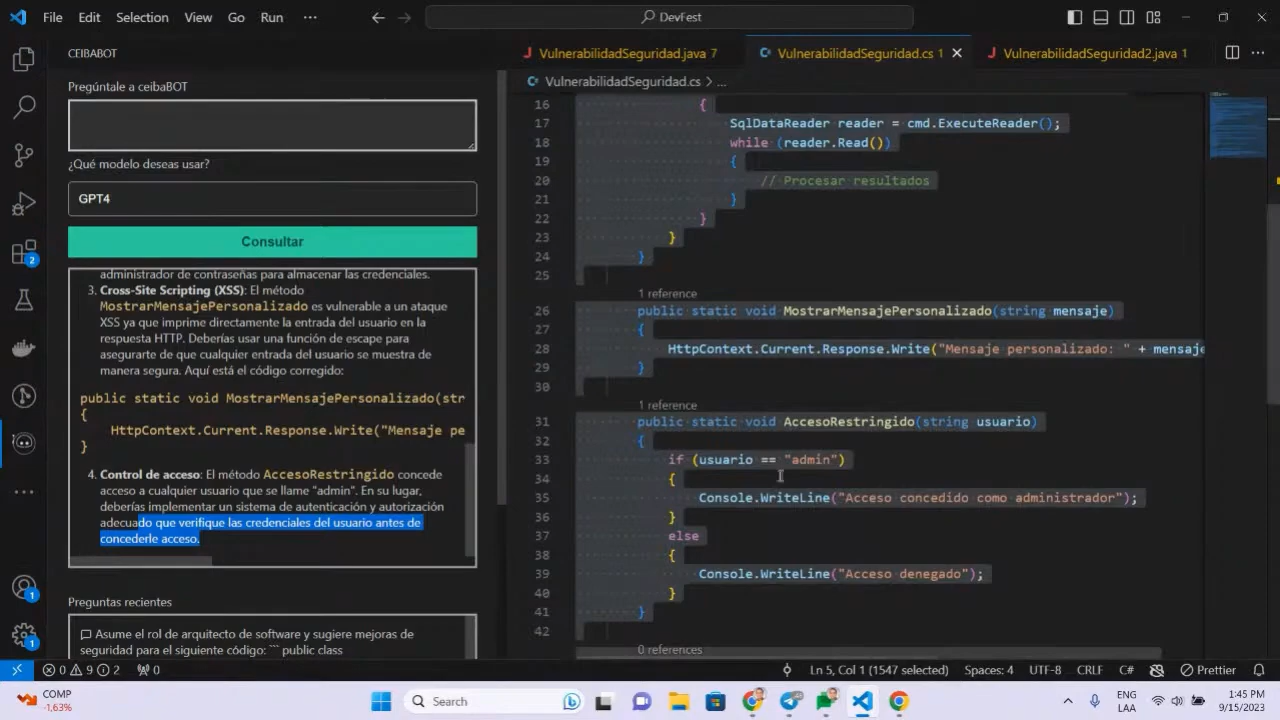 File Edit Selection View Go Run ··· DevFest
CEIBABOT
VulnerabilidadSeguridad.java 7 VulnerabilidadSeguridad.cs 1 VulnerabilidadSeguridad2.java 1
VulnerabilidadSeguridad.cs > ...
Pregúntale a ceibaBOT
¿Qué modelo deseas usar?
GPT4
Consultar
administrador de contraseñas para almacenar las credenciales.
3. Cross-Site Scripting (XSS): El método
MostrarMensajePersonalizado es vulnerable a un ataque
XSS ya que imprime directamente la entrada del usuario en la
respuesta HTTP. Deberías usar una función de escape para
asegurarte de que cualquier entrada del usuario se muestra de
manera segura. Aquí está el código corregido:
public static void MostrarMensajePersonalizado(str
{
HttpContext.Current.Response.Write("Mensaje pe
}
4. Control de acceso: El método AccesoRestringido concede
acceso a cualquier usuario que se llame “admin”. En su lugar,
deberías implementar un sistema de autenticación y autorización
adecuado que verifique las credenciales del usuario antes de
concederle acceso.
Preguntas recientes
Asume el rol de arquitecto de software y sugiere mejoras de
seguridad para el siguiente código: ``` public class
16 {
17 SqlDataReader reader = cmd.ExecuteReader();
18 while (reader.Read())
19 {
20 // Procesar resultados
21 }
22 }
23 }
24 }
25
1 reference
26 public static void MostrarMensajePersonalizado(string mensaje)
27 {
28 HttpContext.Current.Response.Write("Mensaje personalizado: " + mensaje
29 }
30
1 reference
31 public static void AccesoRestringido(string usuario)
32 {
33 if (usuario == "admin")
34 {
35 Console.WriteLine("Acceso concedido como administrador");
36 }
37 else
38 {
39 Console.WriteLine("Acceso denegado");
40 }
41 }
42
0 references
2
1
1
0 9 2 0 Ln 5, Col 1 (1547 selected) Spaces: 4 UTF-8 CRLF C# Prettier
COMP
-1,63%
Search
ENG
LAA
1:45 PM
9/15/2023